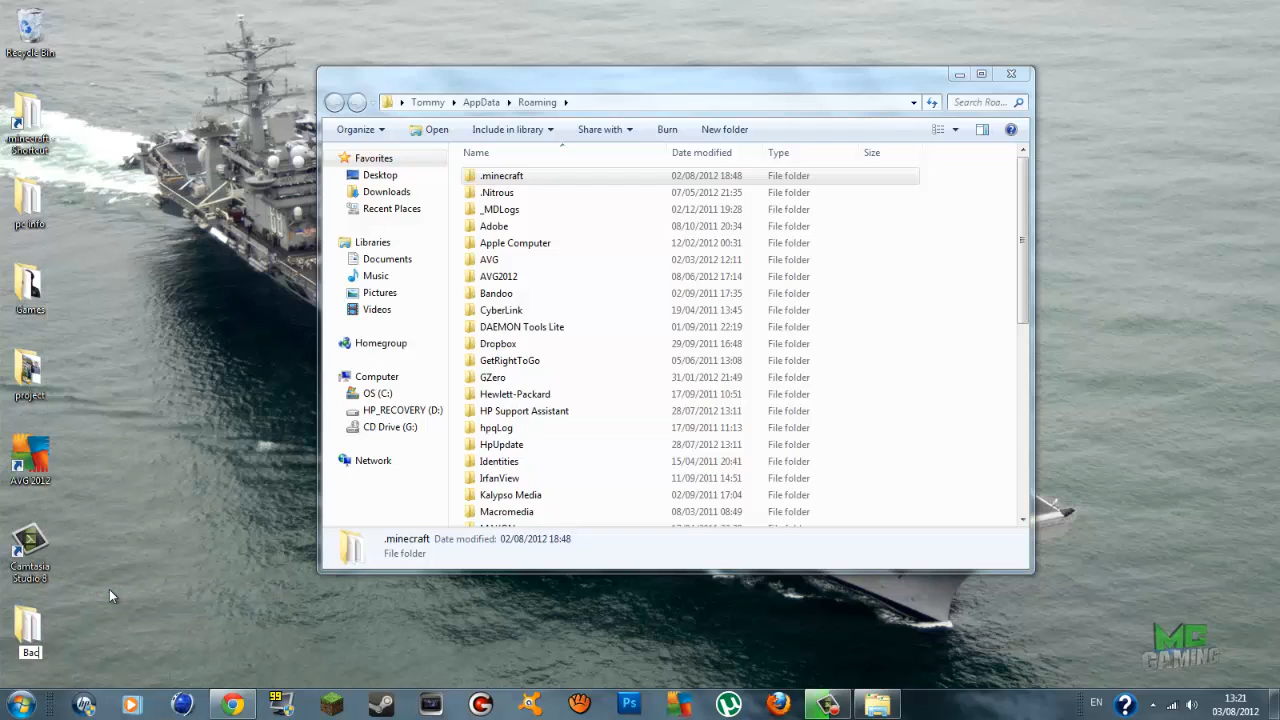 Recycle Bin
.minecraft - Shortcut
pc info
Games
project
AVG 2012
Camtasia Studio 8
Bac
Tommy
AppData
Roaming
Search Roa...
Organize
Open
Include in library
Share with
Burn
New folder
Favorites
Desktop
Downloads
Recent Places
Libraries
Documents
Music
Pictures
Videos
Homegroup
Computer
OS (C:)
HP_RECOVERY (D:)
CD Drive (G:)
Network
Name Date modified Type Size
.minecraft 02/08/2012 18:48 File folder
.Nitrous 07/05/2012 21:35 File folder
_MDLogs 02/12/2011 19:28 File folder
Adobe 08/10/2011 20:34 File folder
Apple Computer 12/02/2012 00:31 File folder
AVG 02/03/2012 12:11 File folder
AVG2012 08/06/2012 17:14 File folder
Bandoo 02/09/2011 17:35 File folder
CyberLink 19/04/2011 13:45 File folder
DAEMON Tools Lite 01/09/2011 22:19 File folder
Dropbox 29/09/2011 16:48 File folder
GetRightToGo 05/06/2011 13:08 File folder
GZero 31/01/2012 21:49 File folder
Hewlett-Packard 17/09/2011 10:51 File folder
HP Support Assistant 28/07/2012 13:11 File folder
hpqLog 17/09/2011 11:13 File folder
HpUpdate 28/07/2012 13:11 File folder
Identities 15/04/2011 20:41 File folder
IrfanView 11/09/2011 14:51 File folder
Kalypso Media 02/09/2011 17:04 File folder
Macromedia 08/03/2011 08:49 File folder
.minecraft Date modified: 02/08/2012 18:48
File folder
MG
GAMING
99
Ps
EN
13:21
03/08/2012